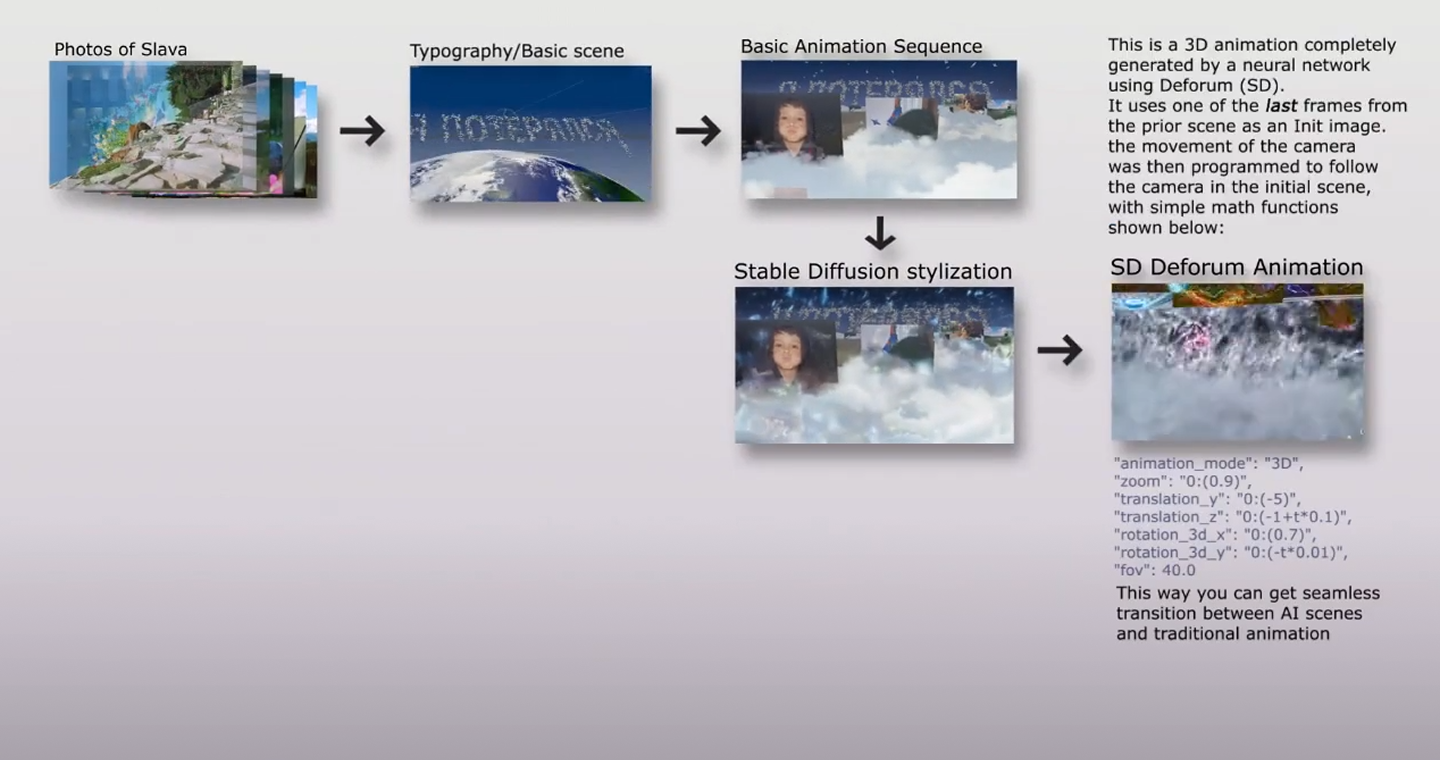 Photos of Slava
Typography/Basic scene
Basic Animation Sequence
Я ПОТЕРЯЛСЯ
This is a 3D animation completely
generated by a neural network
using Deforum (SD).
It uses one of the last frames from
the prior scene as an Init image.
the movement of the camera
was then programmed to follow
the camera in the initial scene,
with simple math functions
shown below:
Stable Diffusion stylization
SD Deforum Animation
"animation_mode": "3D",
"zoom": "0:(0.9)",
"translation_y": "0:(-5)",
"translation_z": "0:(-1+t*0.1)",
"rotation_3d_x": "0:(0.7)",
"rotation_3d_y": "0:(-t*0.01)",
"fov": 40.0
This way you can get seamless
transition between AI scenes
and traditional animation